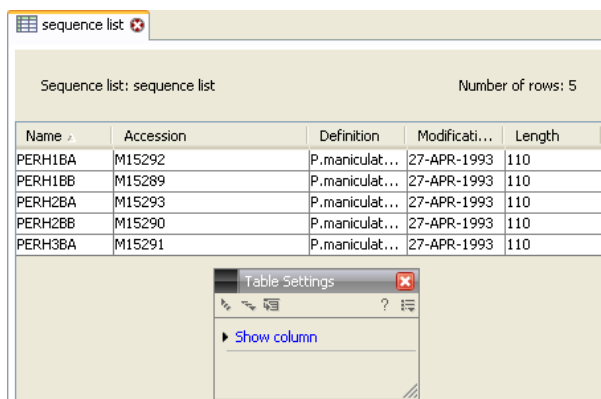 sequence list
Sequence list: sequence list Number of rows: 5
Name Accession Definition Modificati... Length
PERH1BA M15292 P.maniculat... 27-APR-1993 110
PERH1BB M15289 P.maniculat... 27-APR-1993 110
PERH2BA M15293 P.maniculat... 27-APR-1993 110
PERH2BB M15290 P.maniculat... 27-APR-1993 110
PERH3BA M15291 P.maniculat... 27-APR-1993 110
Table Settings
?
Show column